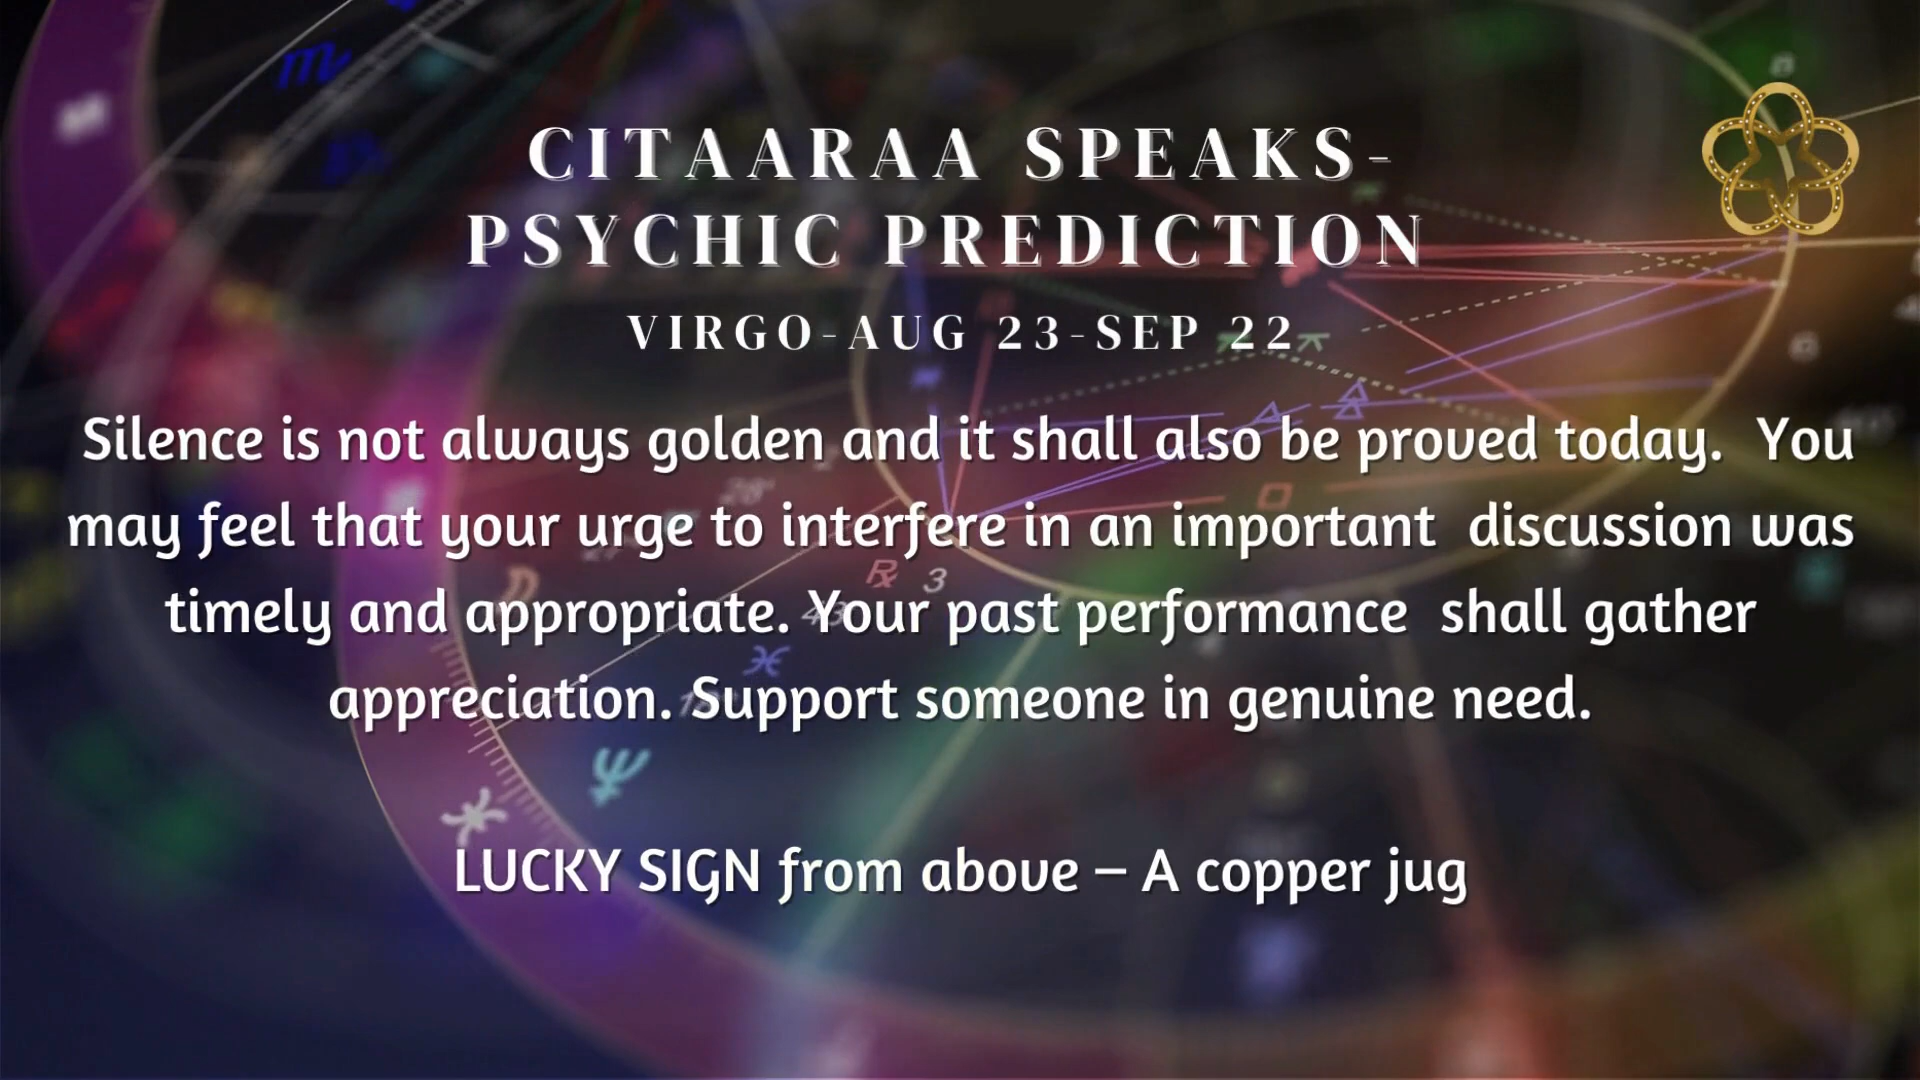 CITAARAA SPEAKS-
PSYCHIC PREDICTION
VIRGO-AUG 23-SEP 22
Silence is not always golden and it shall also be proved today. You
may feel that your urge to interfere in an important discussion was
timely and appropriate. Your past performance shall gather
appreciation. Support someone in genuine need.
LUCKY SIGN from above – A copper jug